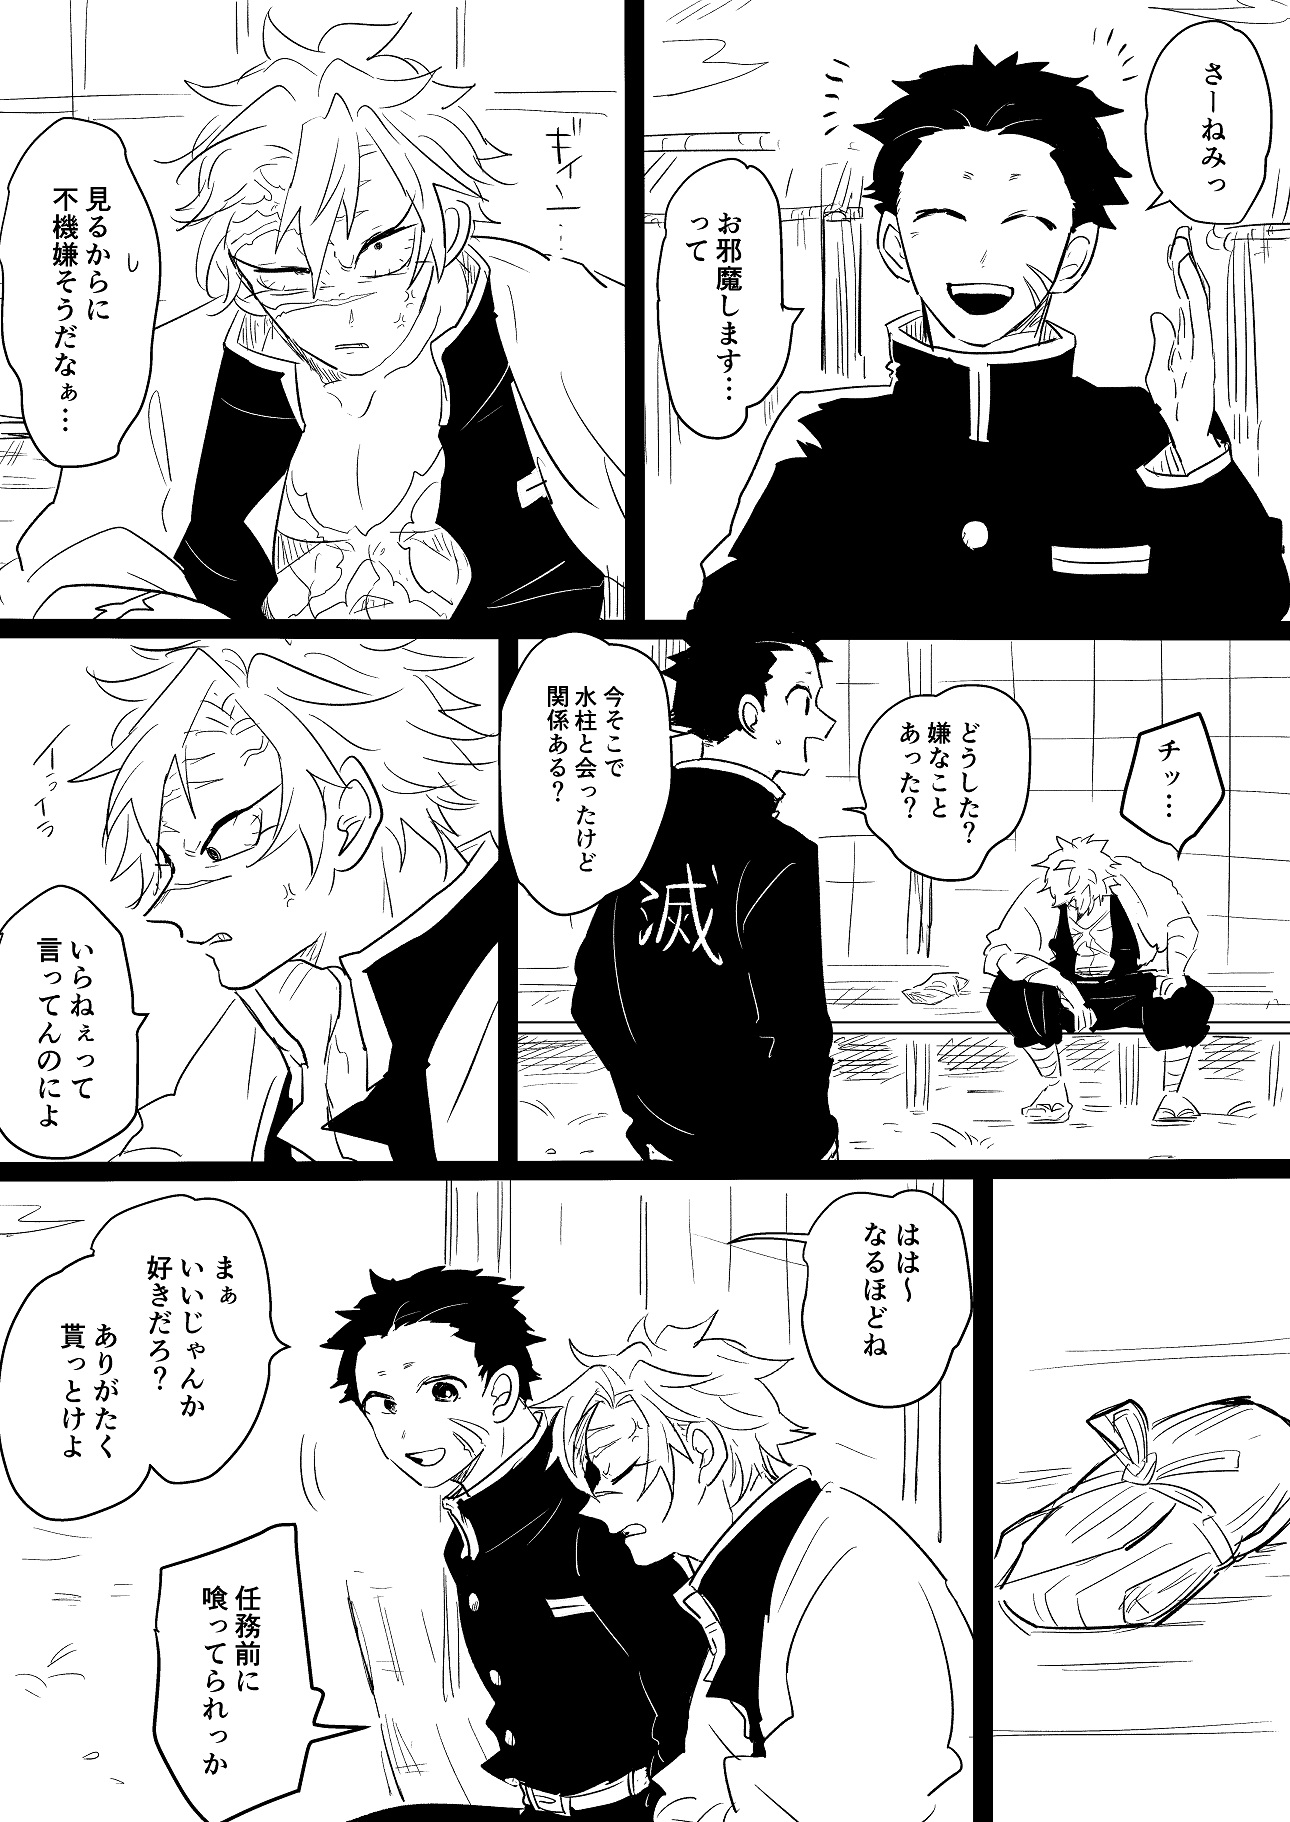 さーねみっ
お邪魔します…
って
ギィン…
見るからに
不機嫌そうだなぁ…
チッ…
どうした？
嫌なこと
あった？
今そこで
水柱と会ったけど
関係ある？
滅
イライラ
いらねぇって
言ってんのによ
はは～
なるほどね
まぁ
いいじゃんか
好きだろ？
ありがたく
貰っとけよ
任務前に
喰ってられっか